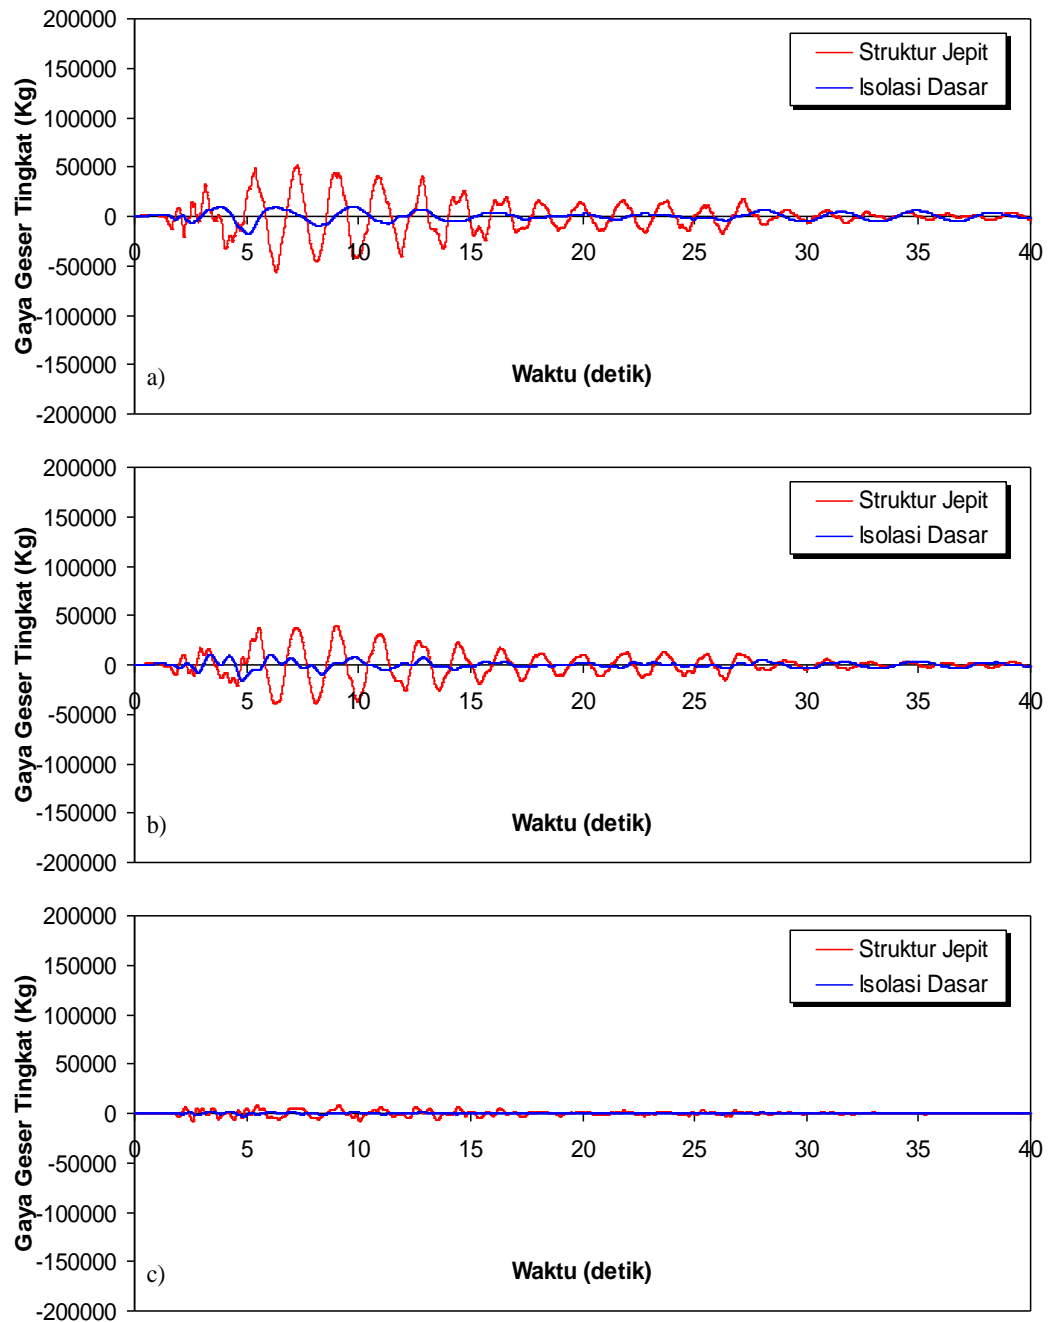 200000
150000
100000
50000
0
-50000
-100000
-150000
-200000
Gaya Geser Tingkat (Kg)
Struktur Jepit
Isolasi Dasar
0 5 10 15 20 25 30 35 40
a)
Waktu (detik)
200000
150000
100000
50000
0
-50000
-100000
-150000
-200000
Gaya Geser Tingkat (Kg)
Struktur Jepit
Isolasi Dasar
0 5 10 15 20 25 30 35 40
b)
Waktu (detik)
200000
150000
100000
50000
0
-50000
-100000
-150000
-200000
Gaya Geser Tingkat (Kg)
Struktur Jepit
Isolasi Dasar
0 5 10 15 20 25 30 35 40
c)
Waktu (detik)